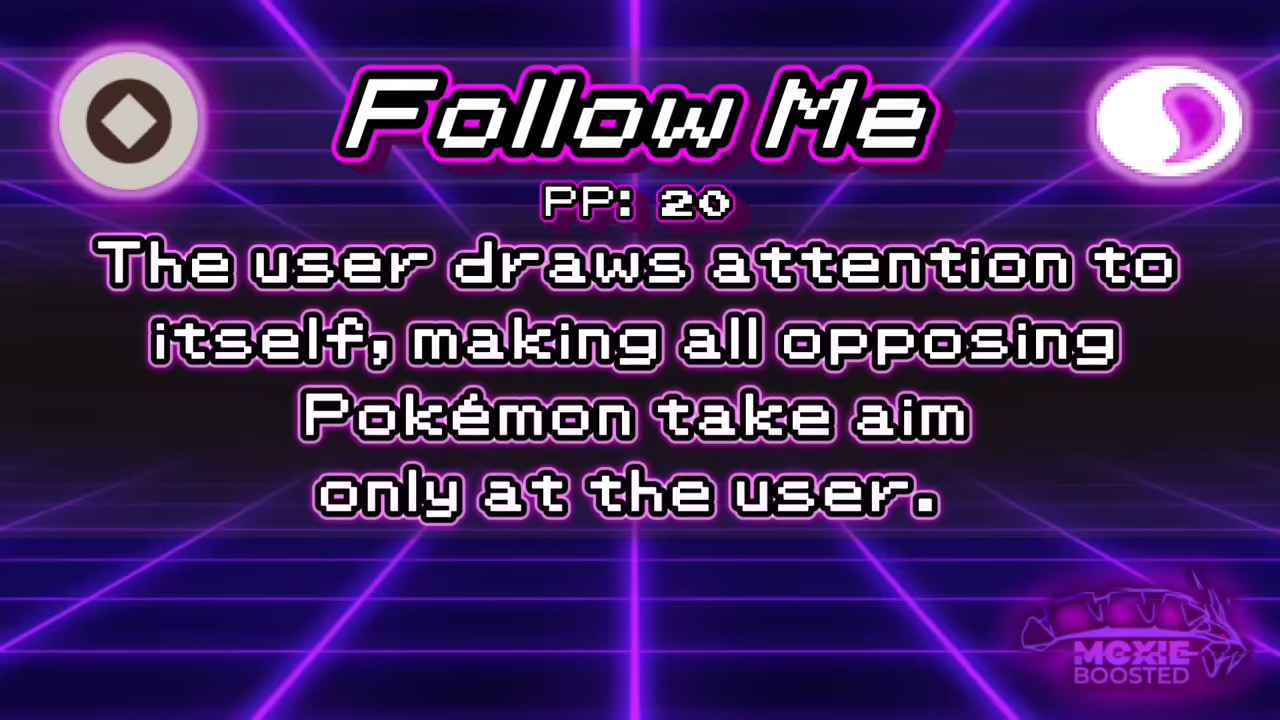 Follow Me
PP: 20
The user draws attention to
itself, making all opposing
Pokémon take aim
only at the user.
MOXIE
BOOSTED